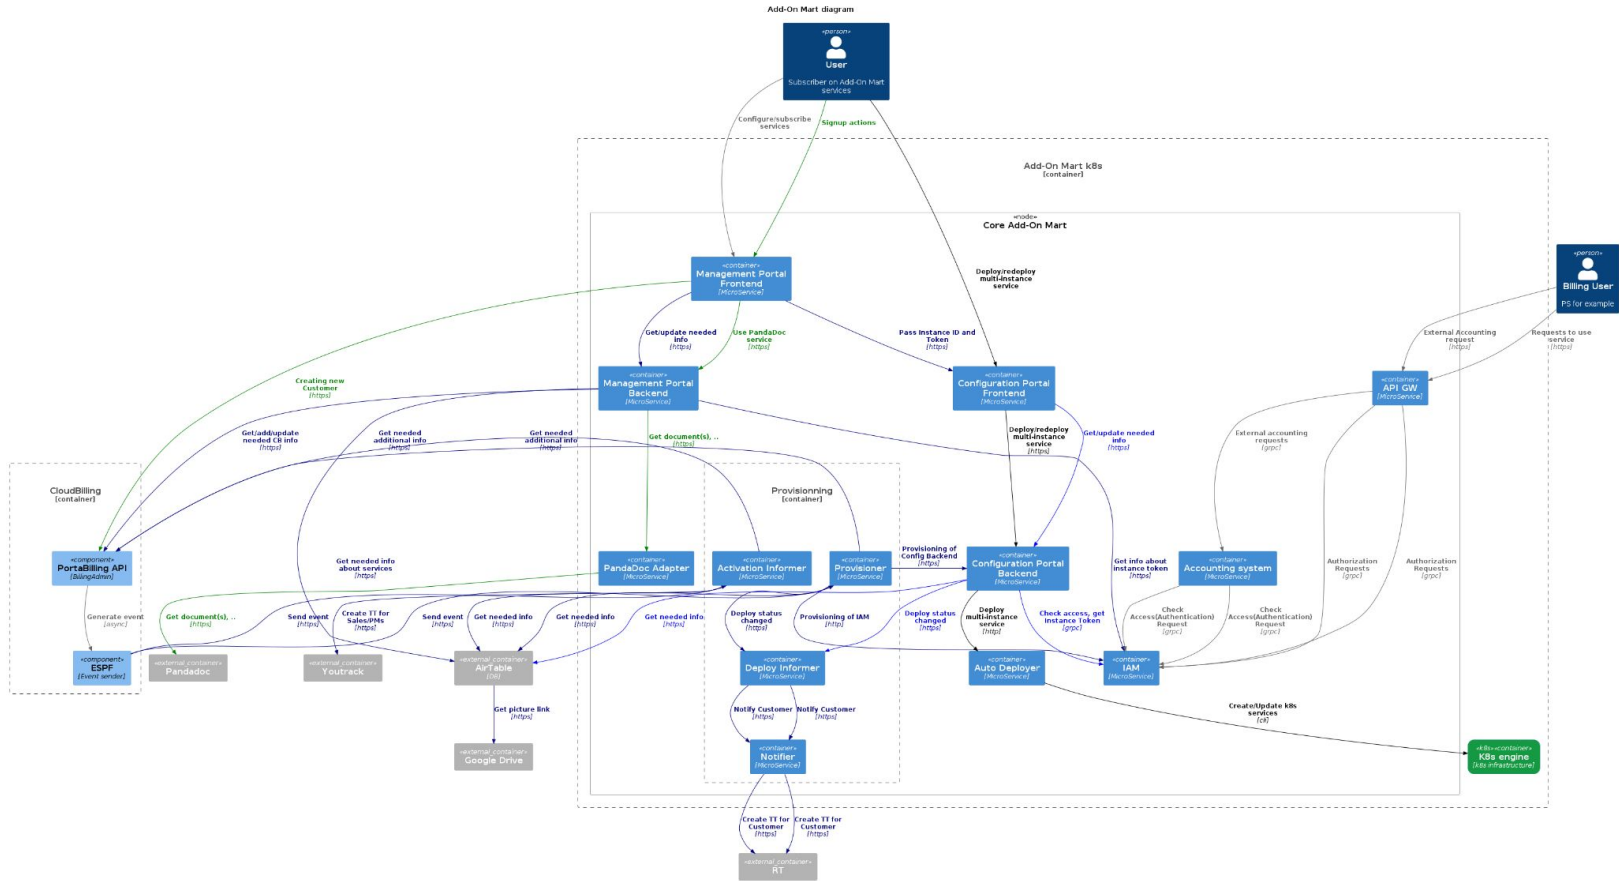 Add-On Mart diagram
«person»
User
Subscriber on Add-On Mart
services
Configure/subscribe
services
Signup actions
Add-On Mart k8s
[container]
«node»
Core Add-On Mart
«person»
Billing User
PS for example
«container»
Management Portal
Frontend
[MicroService]
Deploy/redeploy
multi-instance
service
Get/update needed
info
[https]
Use PandaDoc
service
[https]
Pass Instance ID and
Token
[https]
External Accounting
request
[https]
Requests to use
service
[https]
Creating new
Customer
[https]
«container»
Management Portal
Backend
[MicroService]
«container»
Configuration Portal
Frontend
[MicroService]
«container»
API GW
[MicroService]
Get/add/update
needed CB info
[https]
Get needed
additional info
[https]
Get needed
additional info
[https]
Get document(s), ..
[https]
Deploy/redeploy
multi-instance
service
[https]
Get/update needed
info
[https]
External accounting
requests
[grpc]
CloudBilling
[container]
Provisionning
[container]
«component»
PortaBilling API
[BillingAdmin]
Get needed info
about services
[https]
«container»
PandaDoc Adapter
[MicroService]
«container»
Activation Informer
[MicroService]
«container»
Provisioner
[MicroService]
Provisioning of
Config Backend
[https]
«container»
Configuration Portal
Backend
[MicroService]
Get info about
instance token
[https]
«container»
Accounting system
[MicroService]
Authorization
Requests
[grpc]
Authorization
Requests
[grpc]
Generate event
[async]
Get document(s), ..
[https]
Send event
[https]
Create TT for
Sales/PMs
[https]
Send event
[https]
Get needed info
[https]
Get needed info
[https]
Get needed info
[https]
Deploy status
changed
[https]
Provisioning of IAM
[http]
Deploy status
changed
[https]
Deploy
multi-instance
service
[http]
Check access, get
Instance Token
[grpc]
Check
Access(Authentication)
Request
[grpc]
Check
Access(Authentication)
Request
[grpc]
«component»
ESPF
[Event sender]
«external_container»
Pandadoc
«external_container»
Youtrack
«external_container»
AirTable
[DB]
«container»
Deploy Informer
[MicroService]
«container»
Auto Deployer
[MicroService]
«container»
IAM
[MicroService]
Get picture link
[https]
Notify Customer
[https]
Notify Customer
[https]
Create/Update k8s
services
[cli]
«external_container»
Google Drive
«container»
Notifier
[MicroService]
«k8s»«container»
K8s engine
[k8s infrastructure]
Create TT for
Customer
[https]
Create TT for
Customer
[https]
«external_container»
RT